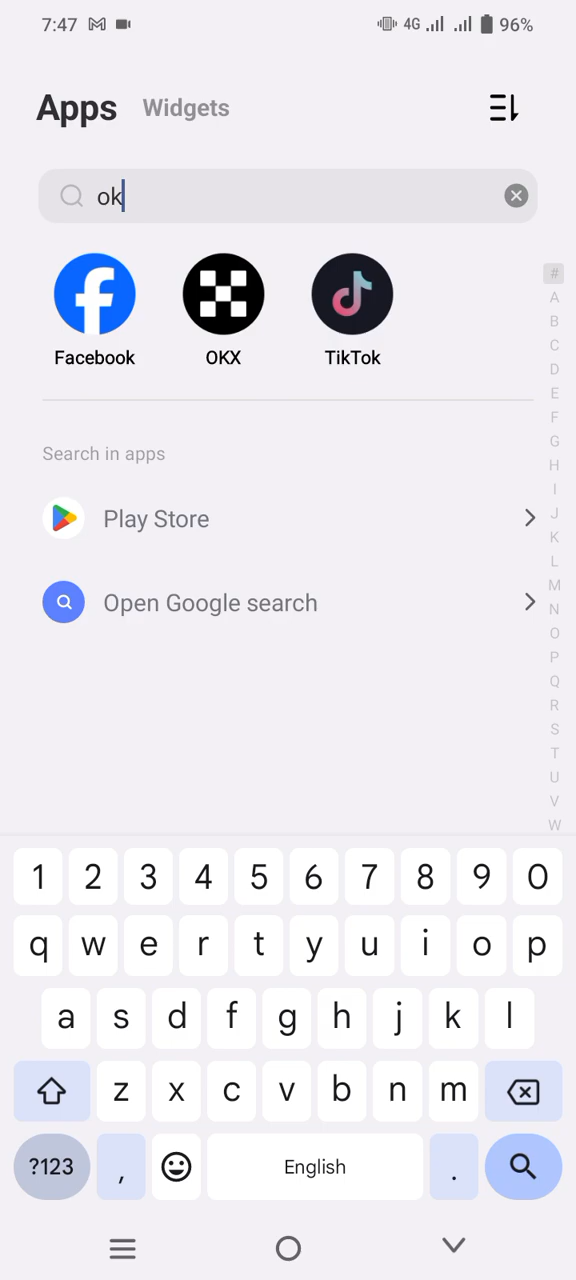 7:47 4G 96%
Apps Widgets
ok
Facebook OKX TikTok
#
A
B
C
D
E
F
G
H
I
J
K
L
M
N
O
P
Q
R
S
T
U
V
W
Search in apps
Play Store
Open Google search
1 2 3 4 5 6 7 8 9 0
q w e r t y u i o p
a s d f g h j k l
z x c v b n m
?123 , English .